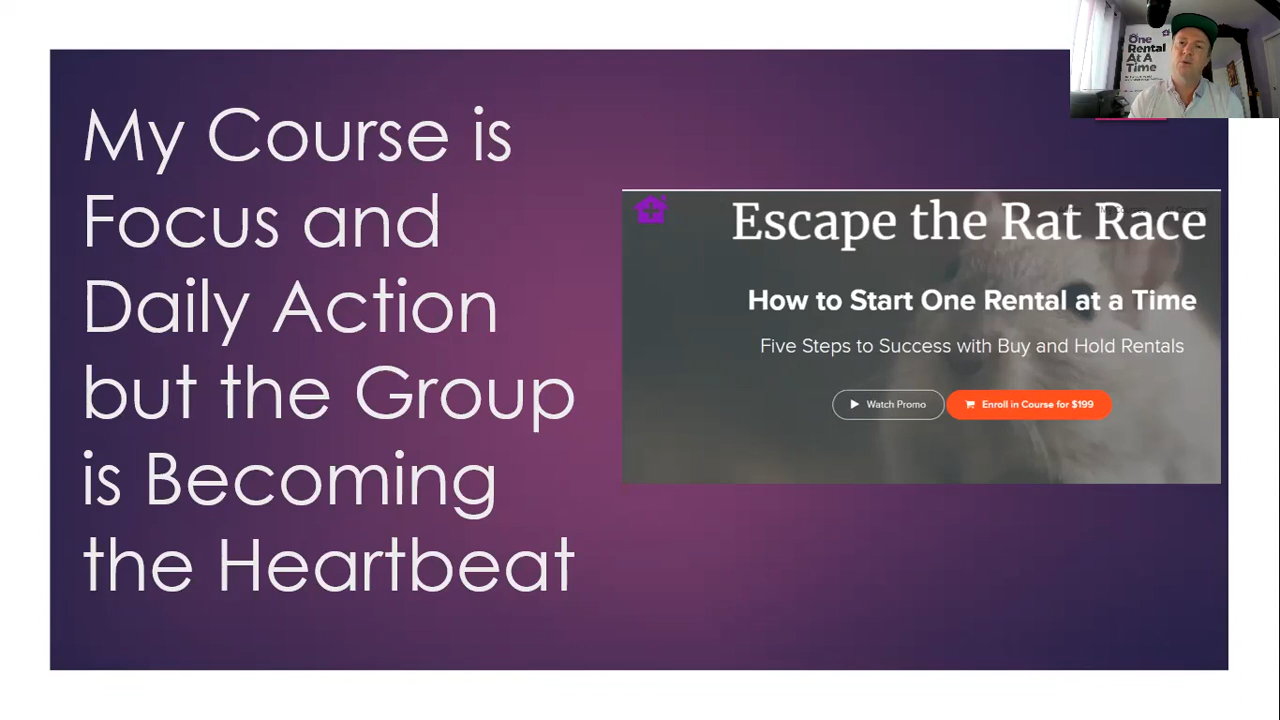 My Course is
Focus and
Daily Action
but the Group
is Becoming
the Heartbeat
One
Rental
At A
Time
Escape the Rat Race
How to Start One Rental at a Time
Five Steps to Success with Buy and Hold Rentals
Watch Promo
Enroll in Course for $199